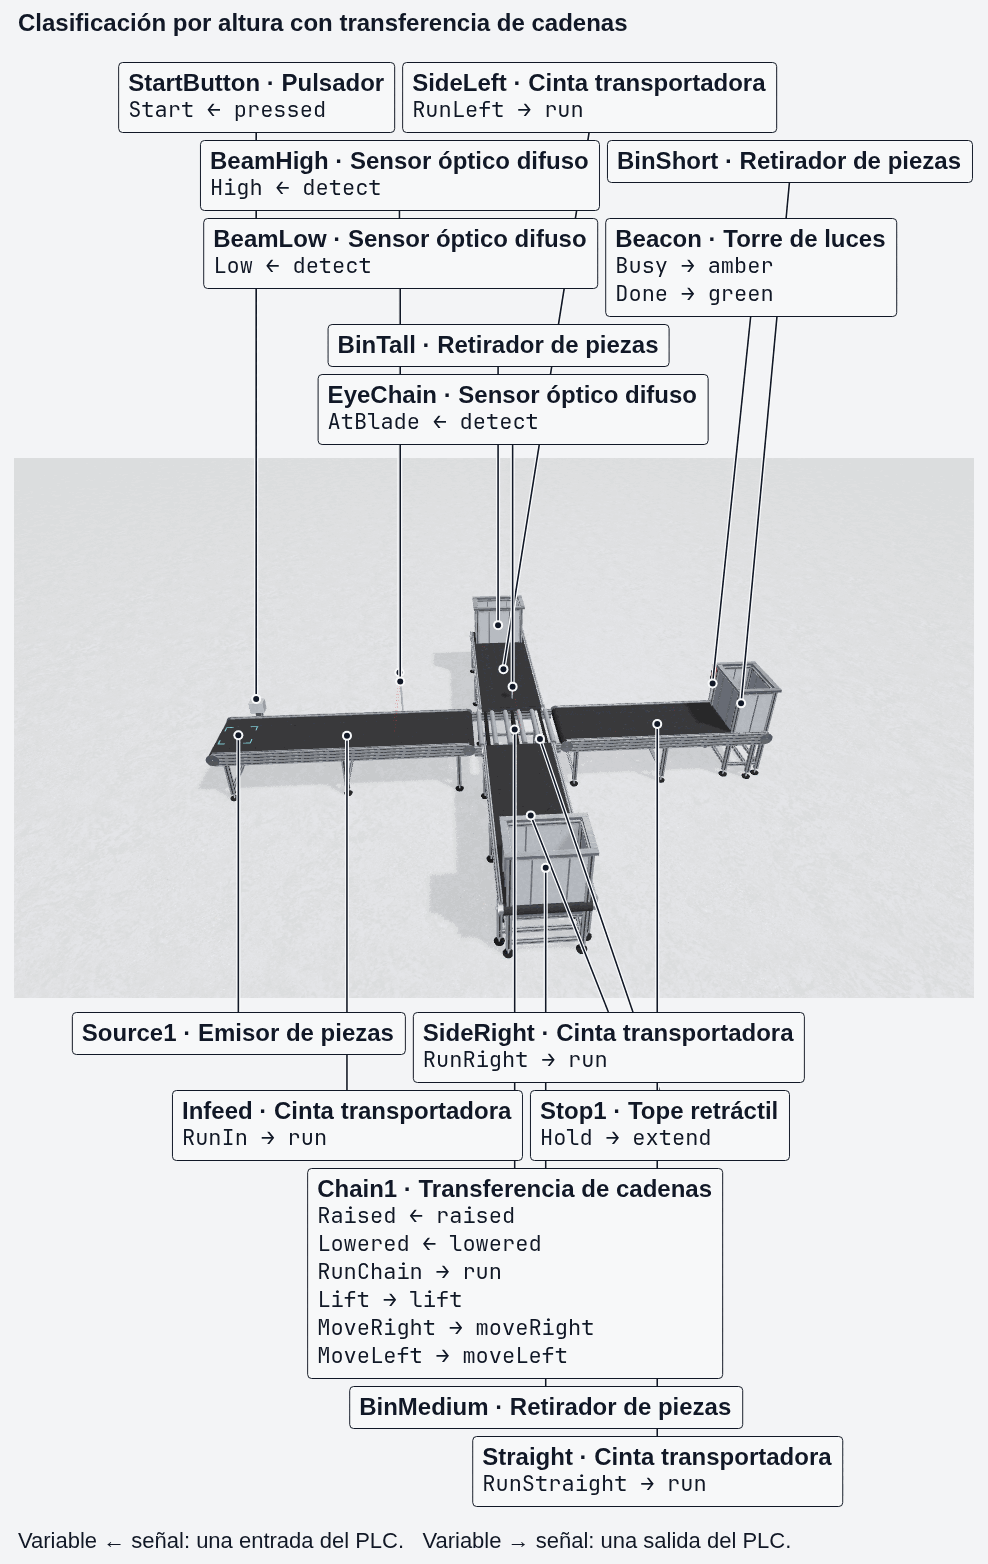 Clasificación por altura con transferencia de cadenas
StartButton · Pulsador
Start ← pressed
SideLeft · Cinta transportadora
RunLeft → run
BeamHigh · Sensor óptico difuso
High ← detect
BinShort · Retirador de piezas
BeamLow · Sensor óptico difuso
Low ← detect
Beacon · Torre de luces
Busy → amber
Done → green
BinTall · Retirador de piezas
EyeChain · Sensor óptico difuso
AtBlade ← detect
Source1 · Emisor de piezas
SideRight · Cinta transportadora
RunRight → run
Infeed · Cinta transportadora
RunIn → run
Stop1 · Tope retráctil
Hold → extend
Chain1 · Transferencia de cadenas
Raised ← raised
Lowered ← lowered
RunChain → run
Lift → lift
MoveRight → moveRight
MoveLeft → moveLeft
BinMedium · Retirador de piezas
Straight · Cinta transportadora
RunStraight → run
Variable ← señal: una entrada del PLC. Variable → señal: una salida del PLC.